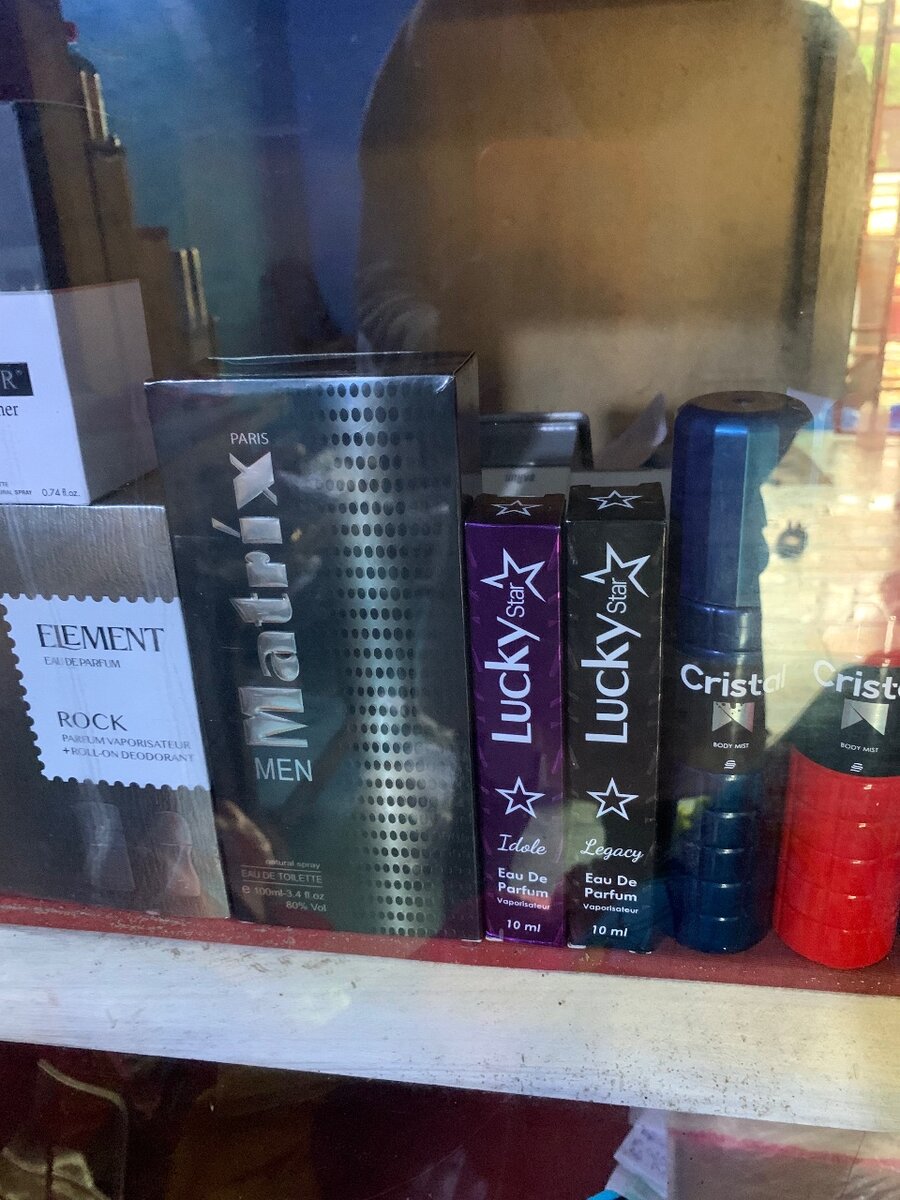 R
0.74 fl.oz.
ELEMENT
EAU DE PARFUM
ROCK
PARFUM VAPORISATEUR
+ROLL-ON DEODORANT
PARIS
Matrix
MEN
natural spray
EAU DE TOILETTE
e 100ml-3.4 fl.oz
80% Vol
Lucky Star
Idole
Eau De
Parfum
Vaporisateur
10 ml
Lucky Star
Legacy
Eau De
Parfum
Vaporisateur
10 ml
Cristal
BODY MIST
Crist
BODY MIST